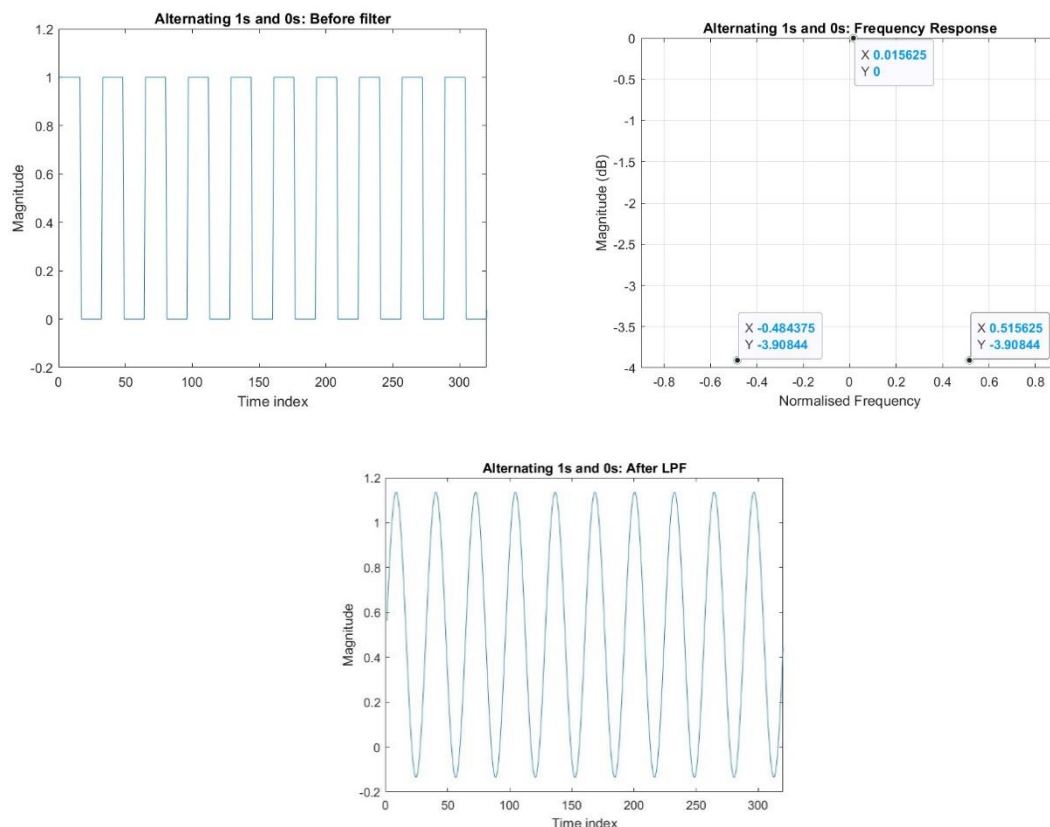 Alternating 1s and 0s: Before filter
1.2
1
0.8
0.6
0.4
0.2
0
-0.2
Magnitude
0 50 100 150 200 250 300
Time index
Alternating 1s and 0s: Frequency Response
0
-0.5
-1
-1.5
-2
-2.5
-3
-3.5
-4
Magnitude (dB)
X 0.015625
Y 0
X -0.484375
Y -3.90844
X 0.515625
Y -3.90844
-0.8 -0.6 -0.4 -0.2 0 0.2 0.4 0.6 0.8
Normalised Frequency
Alternating 1s and 0s: After LPF
1.2
1
0.8
0.6
0.4
0.2
0
-0.2
Magnitude
0 50 100 150 200 250 300
Time index